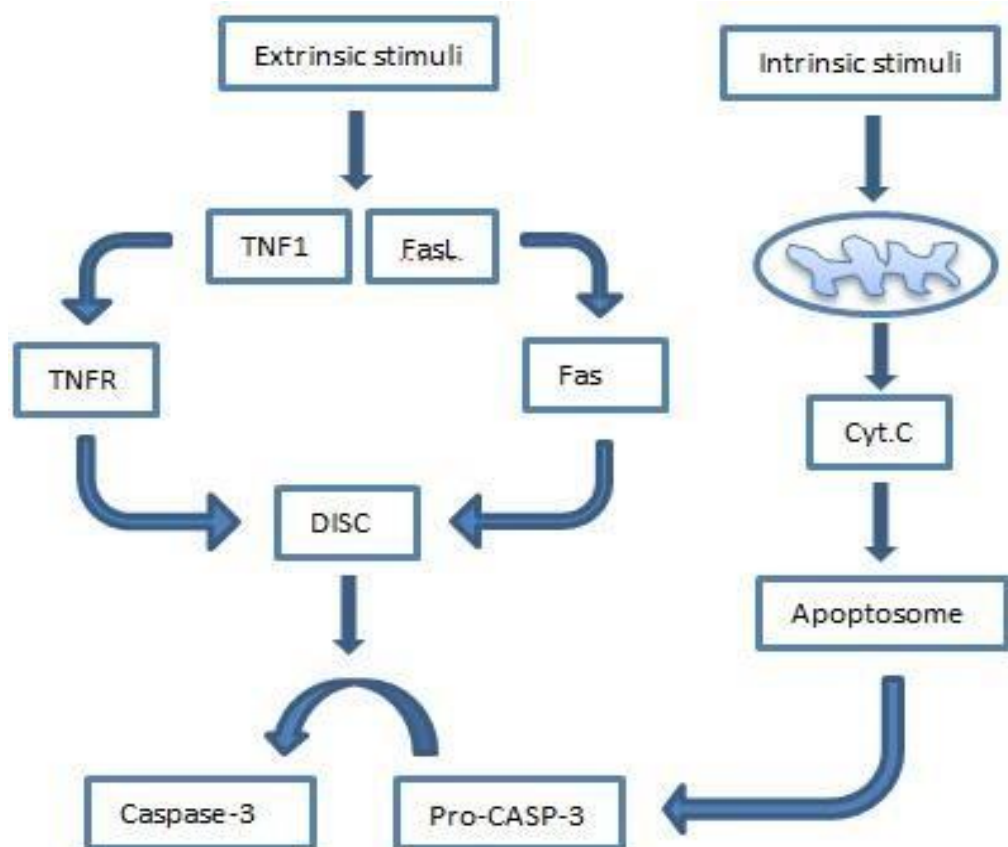 Extrinsic stimuli
Intrinsic stimuli
TNF1
FasL
TNFR
Fas
Cyt.C
DISC
Apoptosome
Caspase-3
Pro-CASP-3